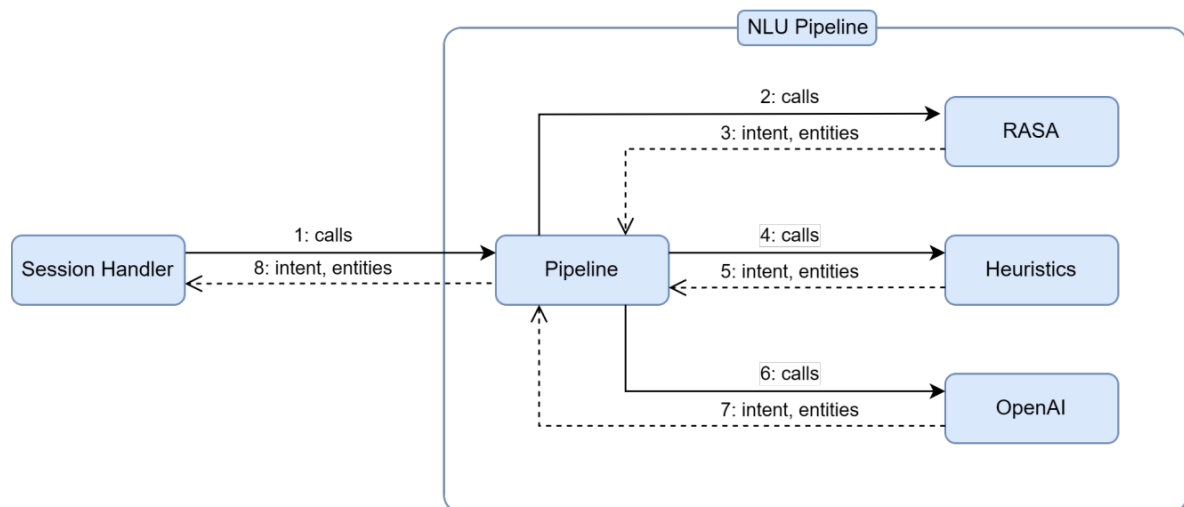 NLU Pipeline
2: calls
3: intent, entities
RASA
1: calls
8: intent, entities
Session Handler
Pipeline
4: calls
5: intent, entities
Heuristics
6: calls
7: intent, entities
OpenAI